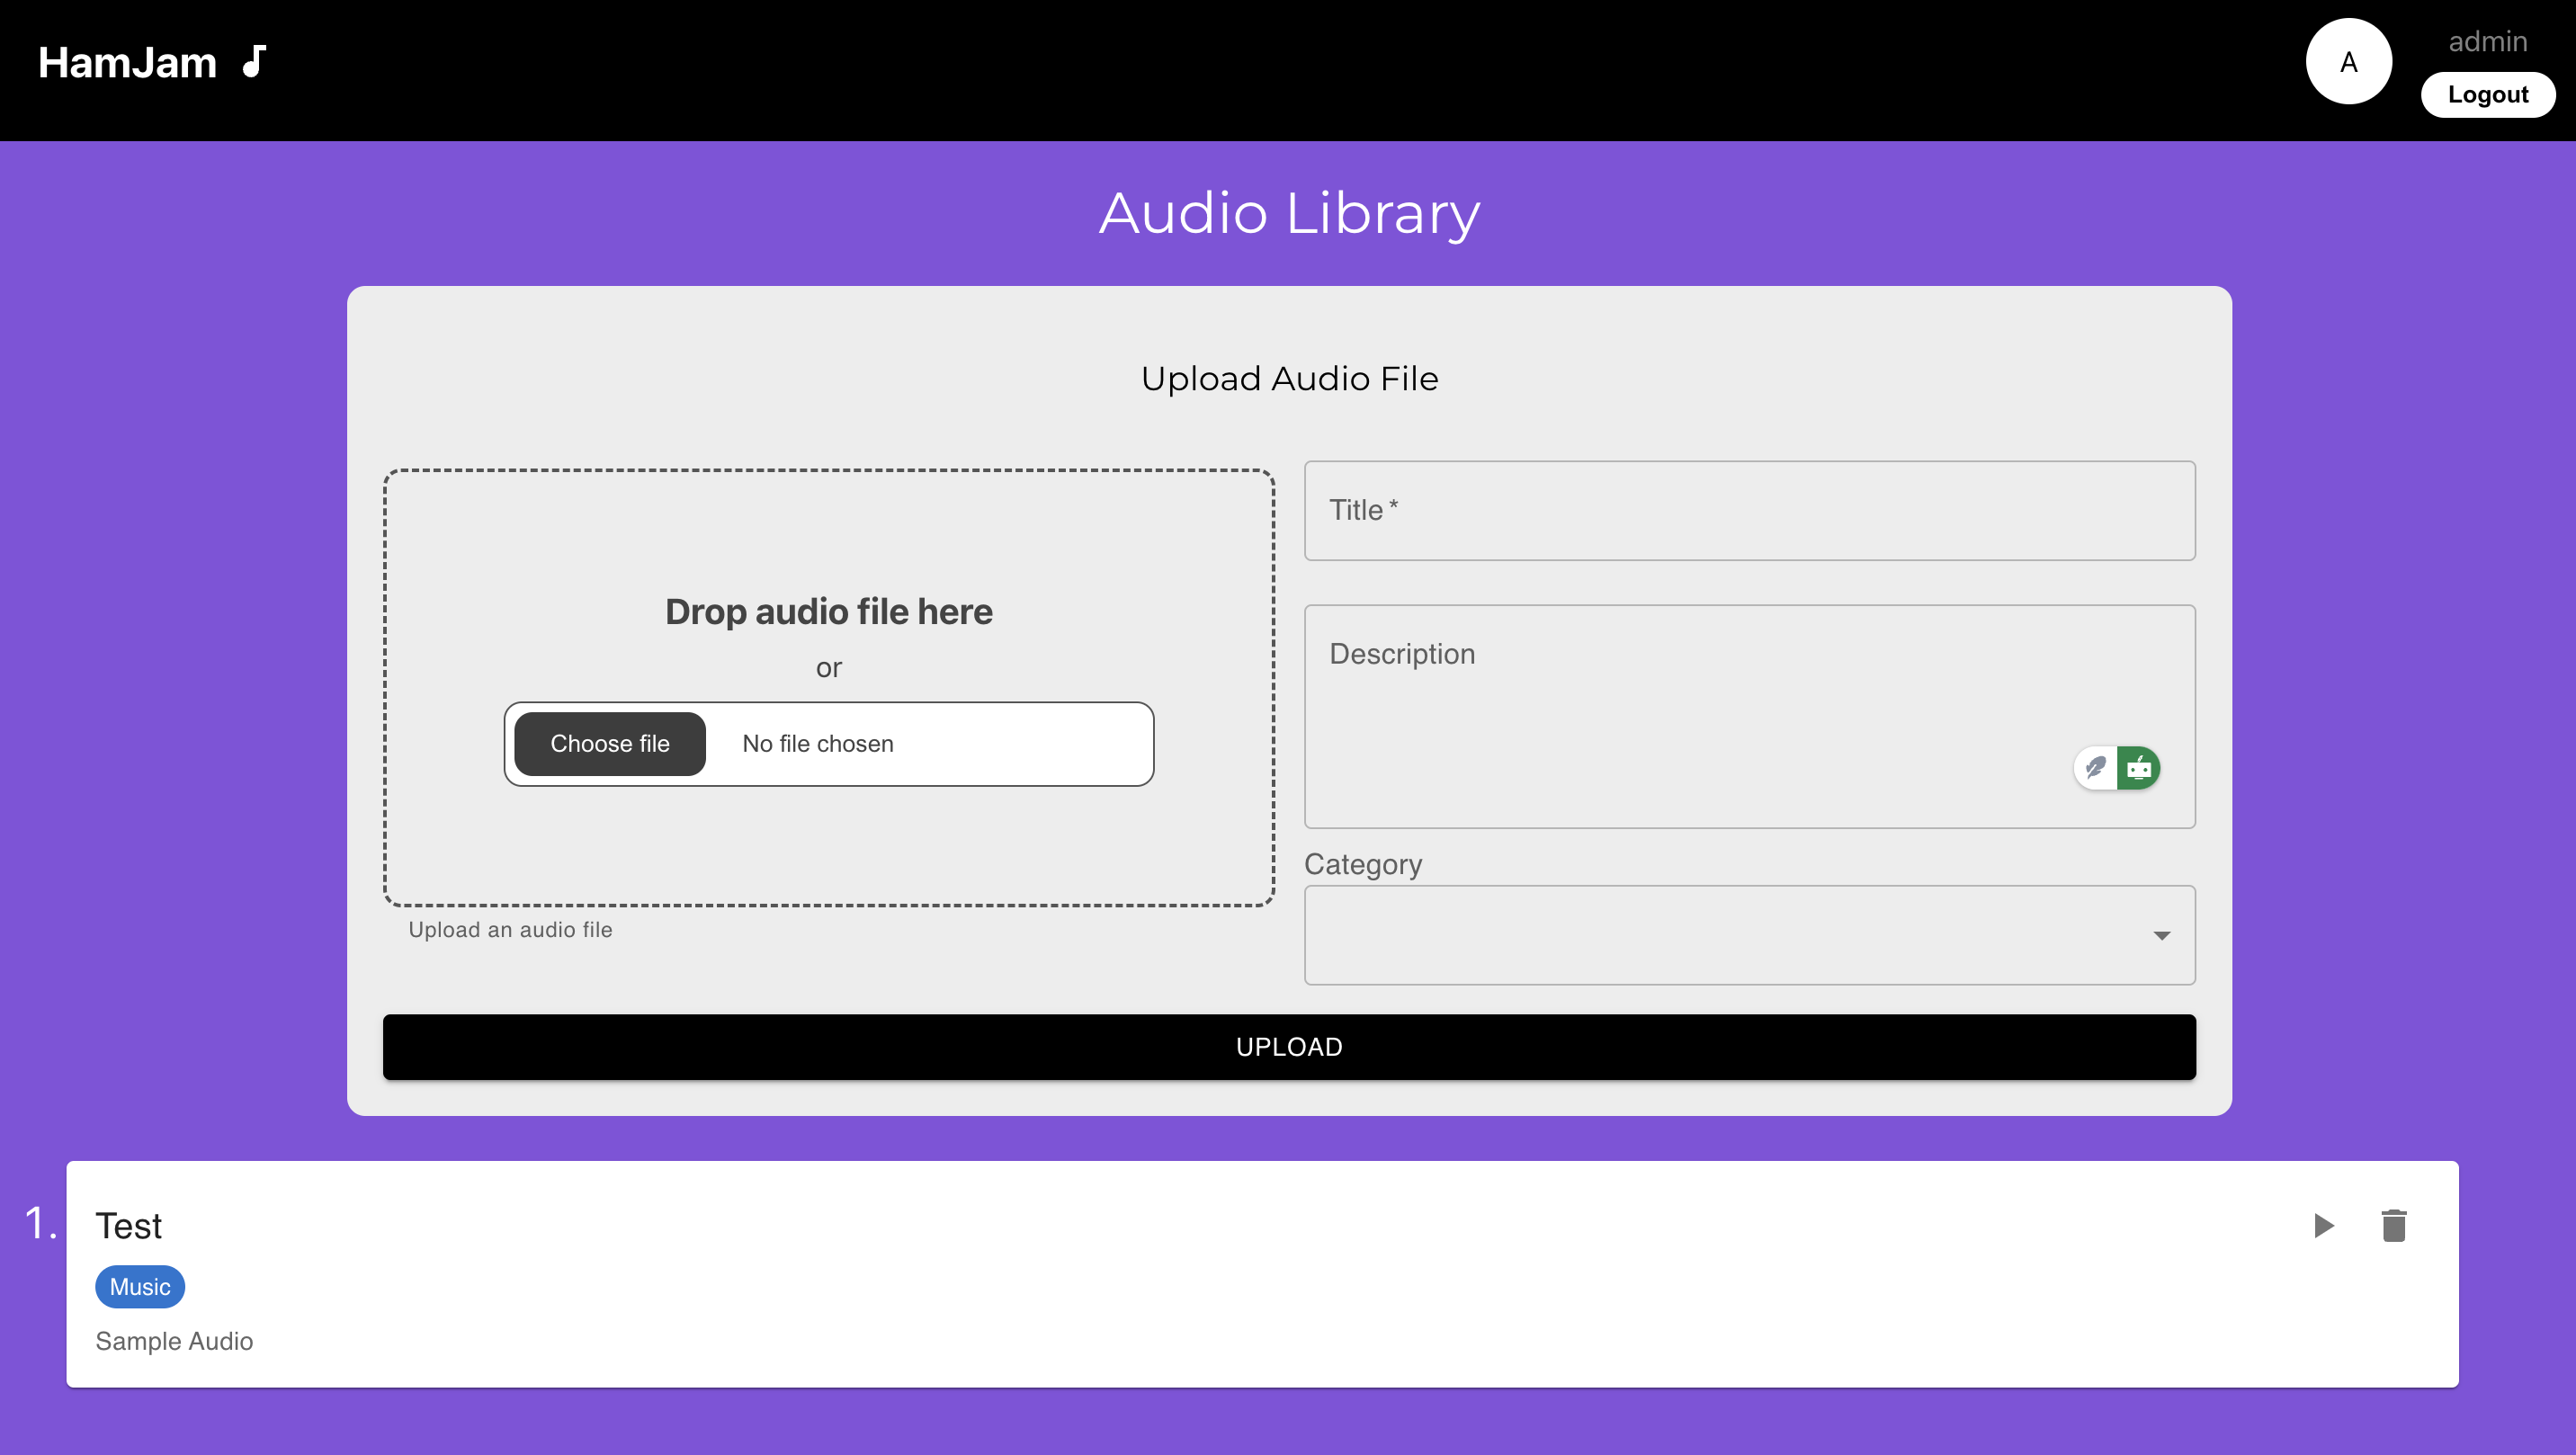 HamJam
A
admin
Logout
Audio Library
Upload Audio File
Drop audio file here
or
Choose file
No file chosen
Upload an audio file
Title *
Description
Category
UPLOAD
1.
Test
Music
Sample Audio